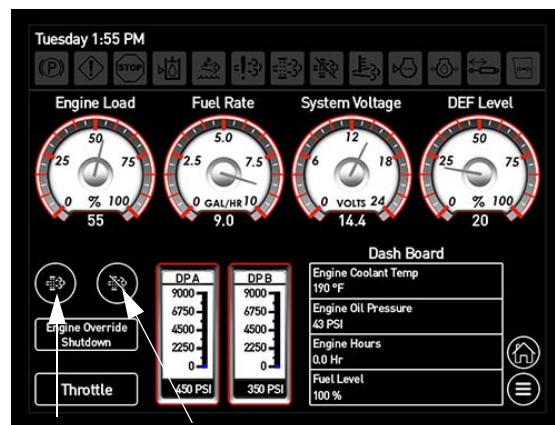 Tuesday 1:55 PM
(P) STOP
Engine Load Fuel Rate System Voltage DEF Level
50 5.0 12 50
25 75 2.5 7.5 6 18 25 75
0 % 100 0 GAL/HR 10 0 VOLTS 24 0 % 100
55 9.0 14.4 20
Dash Board
DP A DP B
9000 9000
6750 6750
4500 4500
2250 2250
0 0
450 PSI 350 PSI
Engine Coolant Temp
190 °F
Engine Oil Pressure
43 PSI
Engine Hours
0.0 Hr
Fuel Level
100 %
Engine Override
Shutdown
Throttle